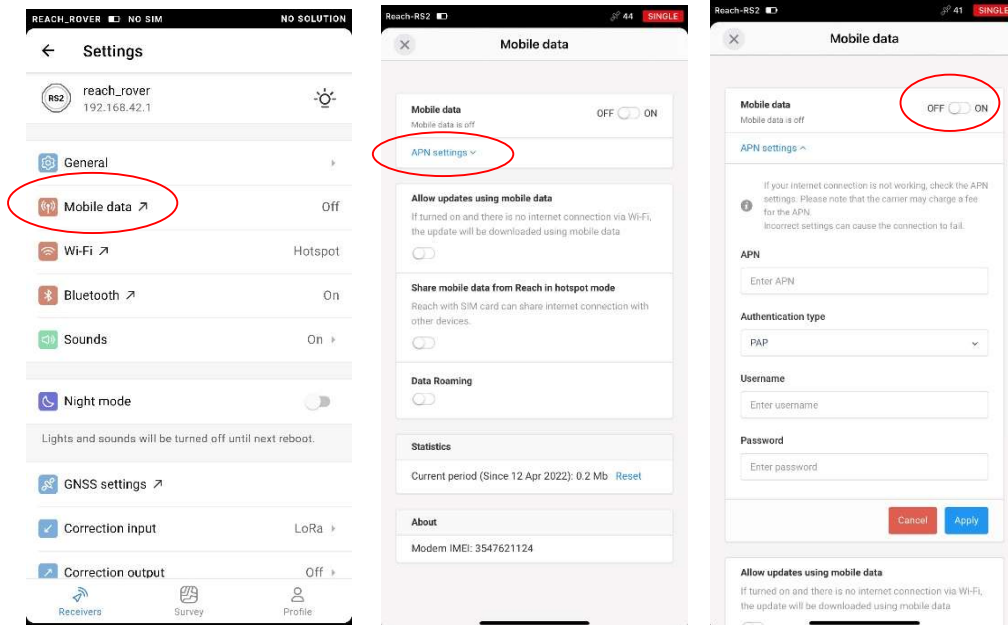 REACH_ROVER NO SIM NO SOLUTION
Settings
RS2
reach_rover
192.168.42.1
General
Mobile data Off
Wi-Fi Hotspot
Bluetooth On
Sounds On
Night mode
Lights and sounds will be turned off until next reboot.
GNSS settings
Correction input LoRa
Correction output Off
Receivers Survey Profile
Reach-RS2 44 SINGLE
Mobile data
Mobile data OFF ON
Mobile data is off
APN settings
Allow updates using mobile data
If turned on and there is no internet connection via Wi-Fi,
the update will be downloaded using mobile data
Share mobile data from Reach in hotspot mode
Reach with SIM card can share internet connection with
other devices.
Data Roaming
Statistics
Current period (Since 12 Apr 2022): 0.2 Mb Reset
About
Modem IMEI: 3547621124
Reach-RS2 41 SINGLE
Mobile data
Mobile data OFF ON
Mobile data is off
APN settings
If your internet connection is not working, check the APN
settings. Please note that the carrier may charge a fee
for the APN.
Incorrect settings can cause the connection to fail.
APN
Enter APN
Authentication type
PAP
Username
Enter username
Password
Enter password
Cancel Apply
Allow updates using mobile data
If turned on and there is no internet connection via Wi-Fi,
the update will be downloaded using mobile data